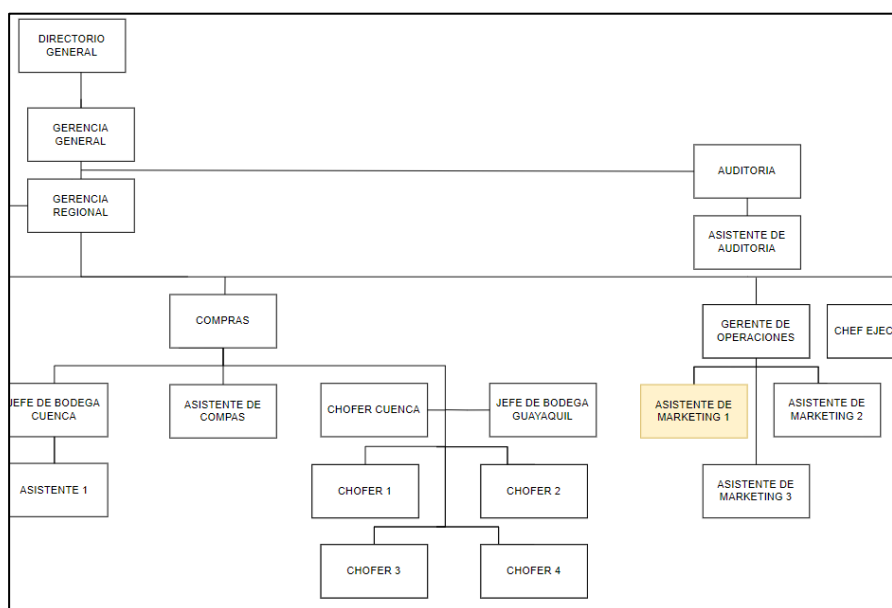 DIRECTORIO
GENERAL
GERENCIA
GENERAL
AUDITORIA
GERENCIA
REGIONAL
ASISTENTE DE
AUDITORIA
COMPRAS
GERENTE DE
OPERACIONES
CHEF EJEC
JEFE DE BODEGA
CUENCA
ASISTENTE DE
COMPAS
CHOFER CUENCA
JEFE DE BODEGA
GUAYAQUIL
ASISTENTE DE
MARKETING 1
ASISTENTE DE
MARKETING 2
ASISTENTE 1
CHOFER 1
CHOFER 2
ASISTENTE DE
MARKETING 3
CHOFER 3
CHOFER 4